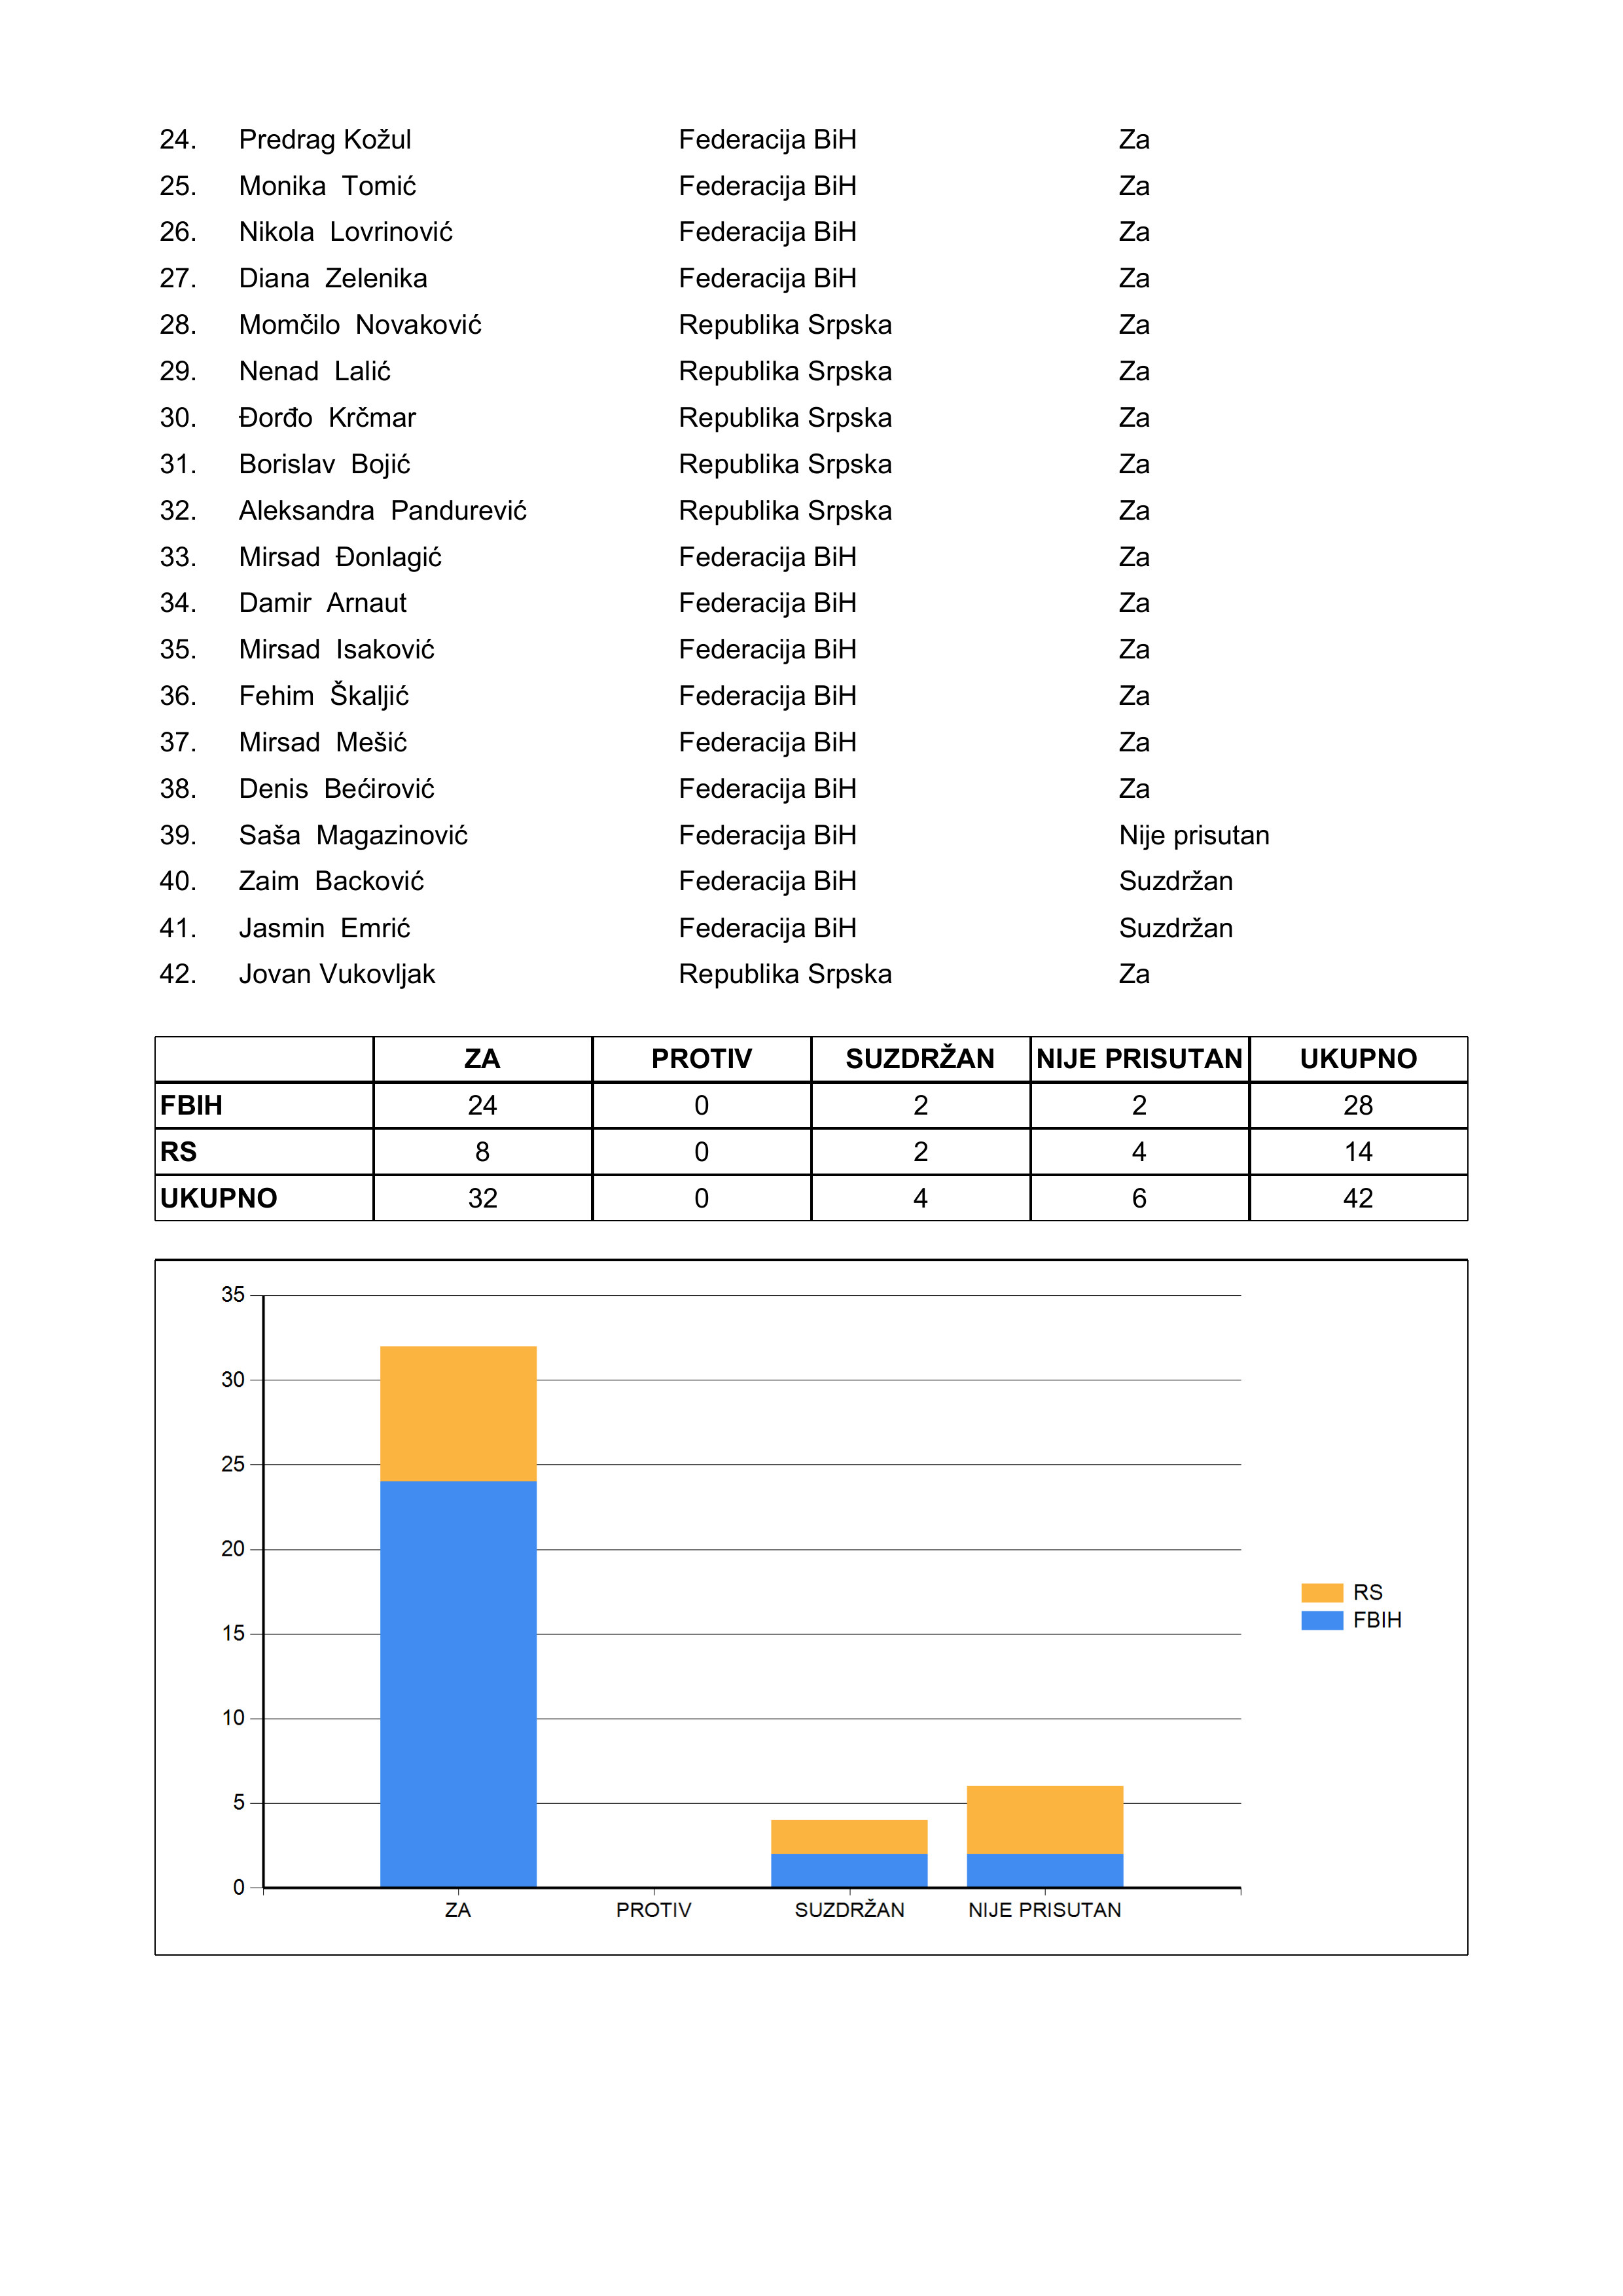 24. Predrag Kožul Federacija BiH Za
25. Monika Tomić Federacija BiH Za
26. Nikola Lovrinović Federacija BiH Za
27. Diana Zelenika Federacija BiH Za
28. Momčilo Novaković Republika Srpska Za
29. Nenad Lalić Republika Srpska Za
30. Đorđo Krčmar Republika Srpska Za
31. Borislav Bojić Republika Srpska Za
32. Aleksandra Pandurević Republika Srpska Za
33. Mirsad Đonlagić Federacija BiH Za
34. Damir Arnaut Federacija BiH Za
35. Mirsad Isaković Federacija BiH Za
36. Fehim Škaljić Federacija BiH Za
37. Mirsad Mešić Federacija BiH Za
38. Denis Bećirović Federacija BiH Za
39. Saša Magazinović Federacija BiH Nije prisutan
40. Zaim Backović Federacija BiH Suzdržan
41. Jasmin Emrić Federacija BiH Suzdržan
42. Jovan Vukovljak Republika Srpska Za
ZA PROTIV SUZDRŽAN NIJE PRISUTAN UKUPNO
FBIH 24 0 2 2 28
RS 8 0 2 4 14
UKUPNO 32 0 4 6 42
35
30
25
20
15
10
5
0
ZA PROTIV SUZDRŽAN NIJE PRISUTAN
RS
FBIH